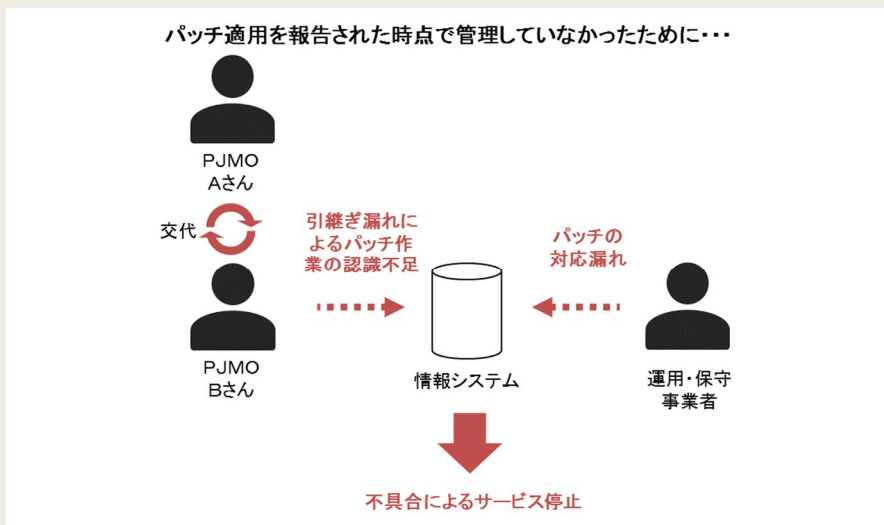 パッチ適用を報告された時点で管理していなかったために・・・
PJMO
Aさん
交代
引継ぎ漏れに
よるパッチ作
業の認識不足
パッチの
対応漏れ
PJMO
Bさん
情報システム
運用・保守
事業者
不具合によるサービス停止